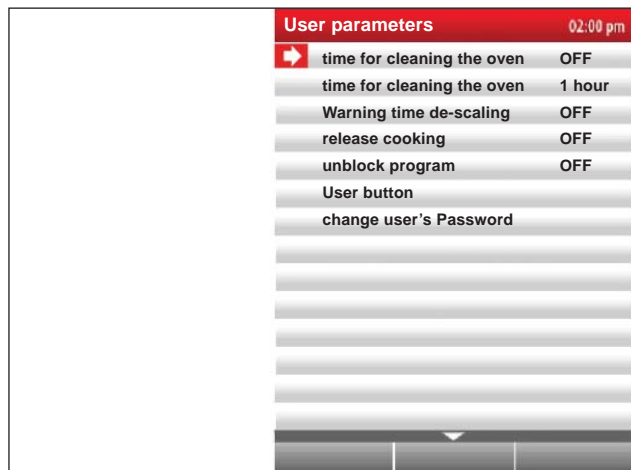 User parameters 02:00 pm
time for cleaning the oven OFF
time for cleaning the oven 1 hour
Warning time de-scaling OFF
release cooking OFF
unblock program OFF
User button
change user’s Password